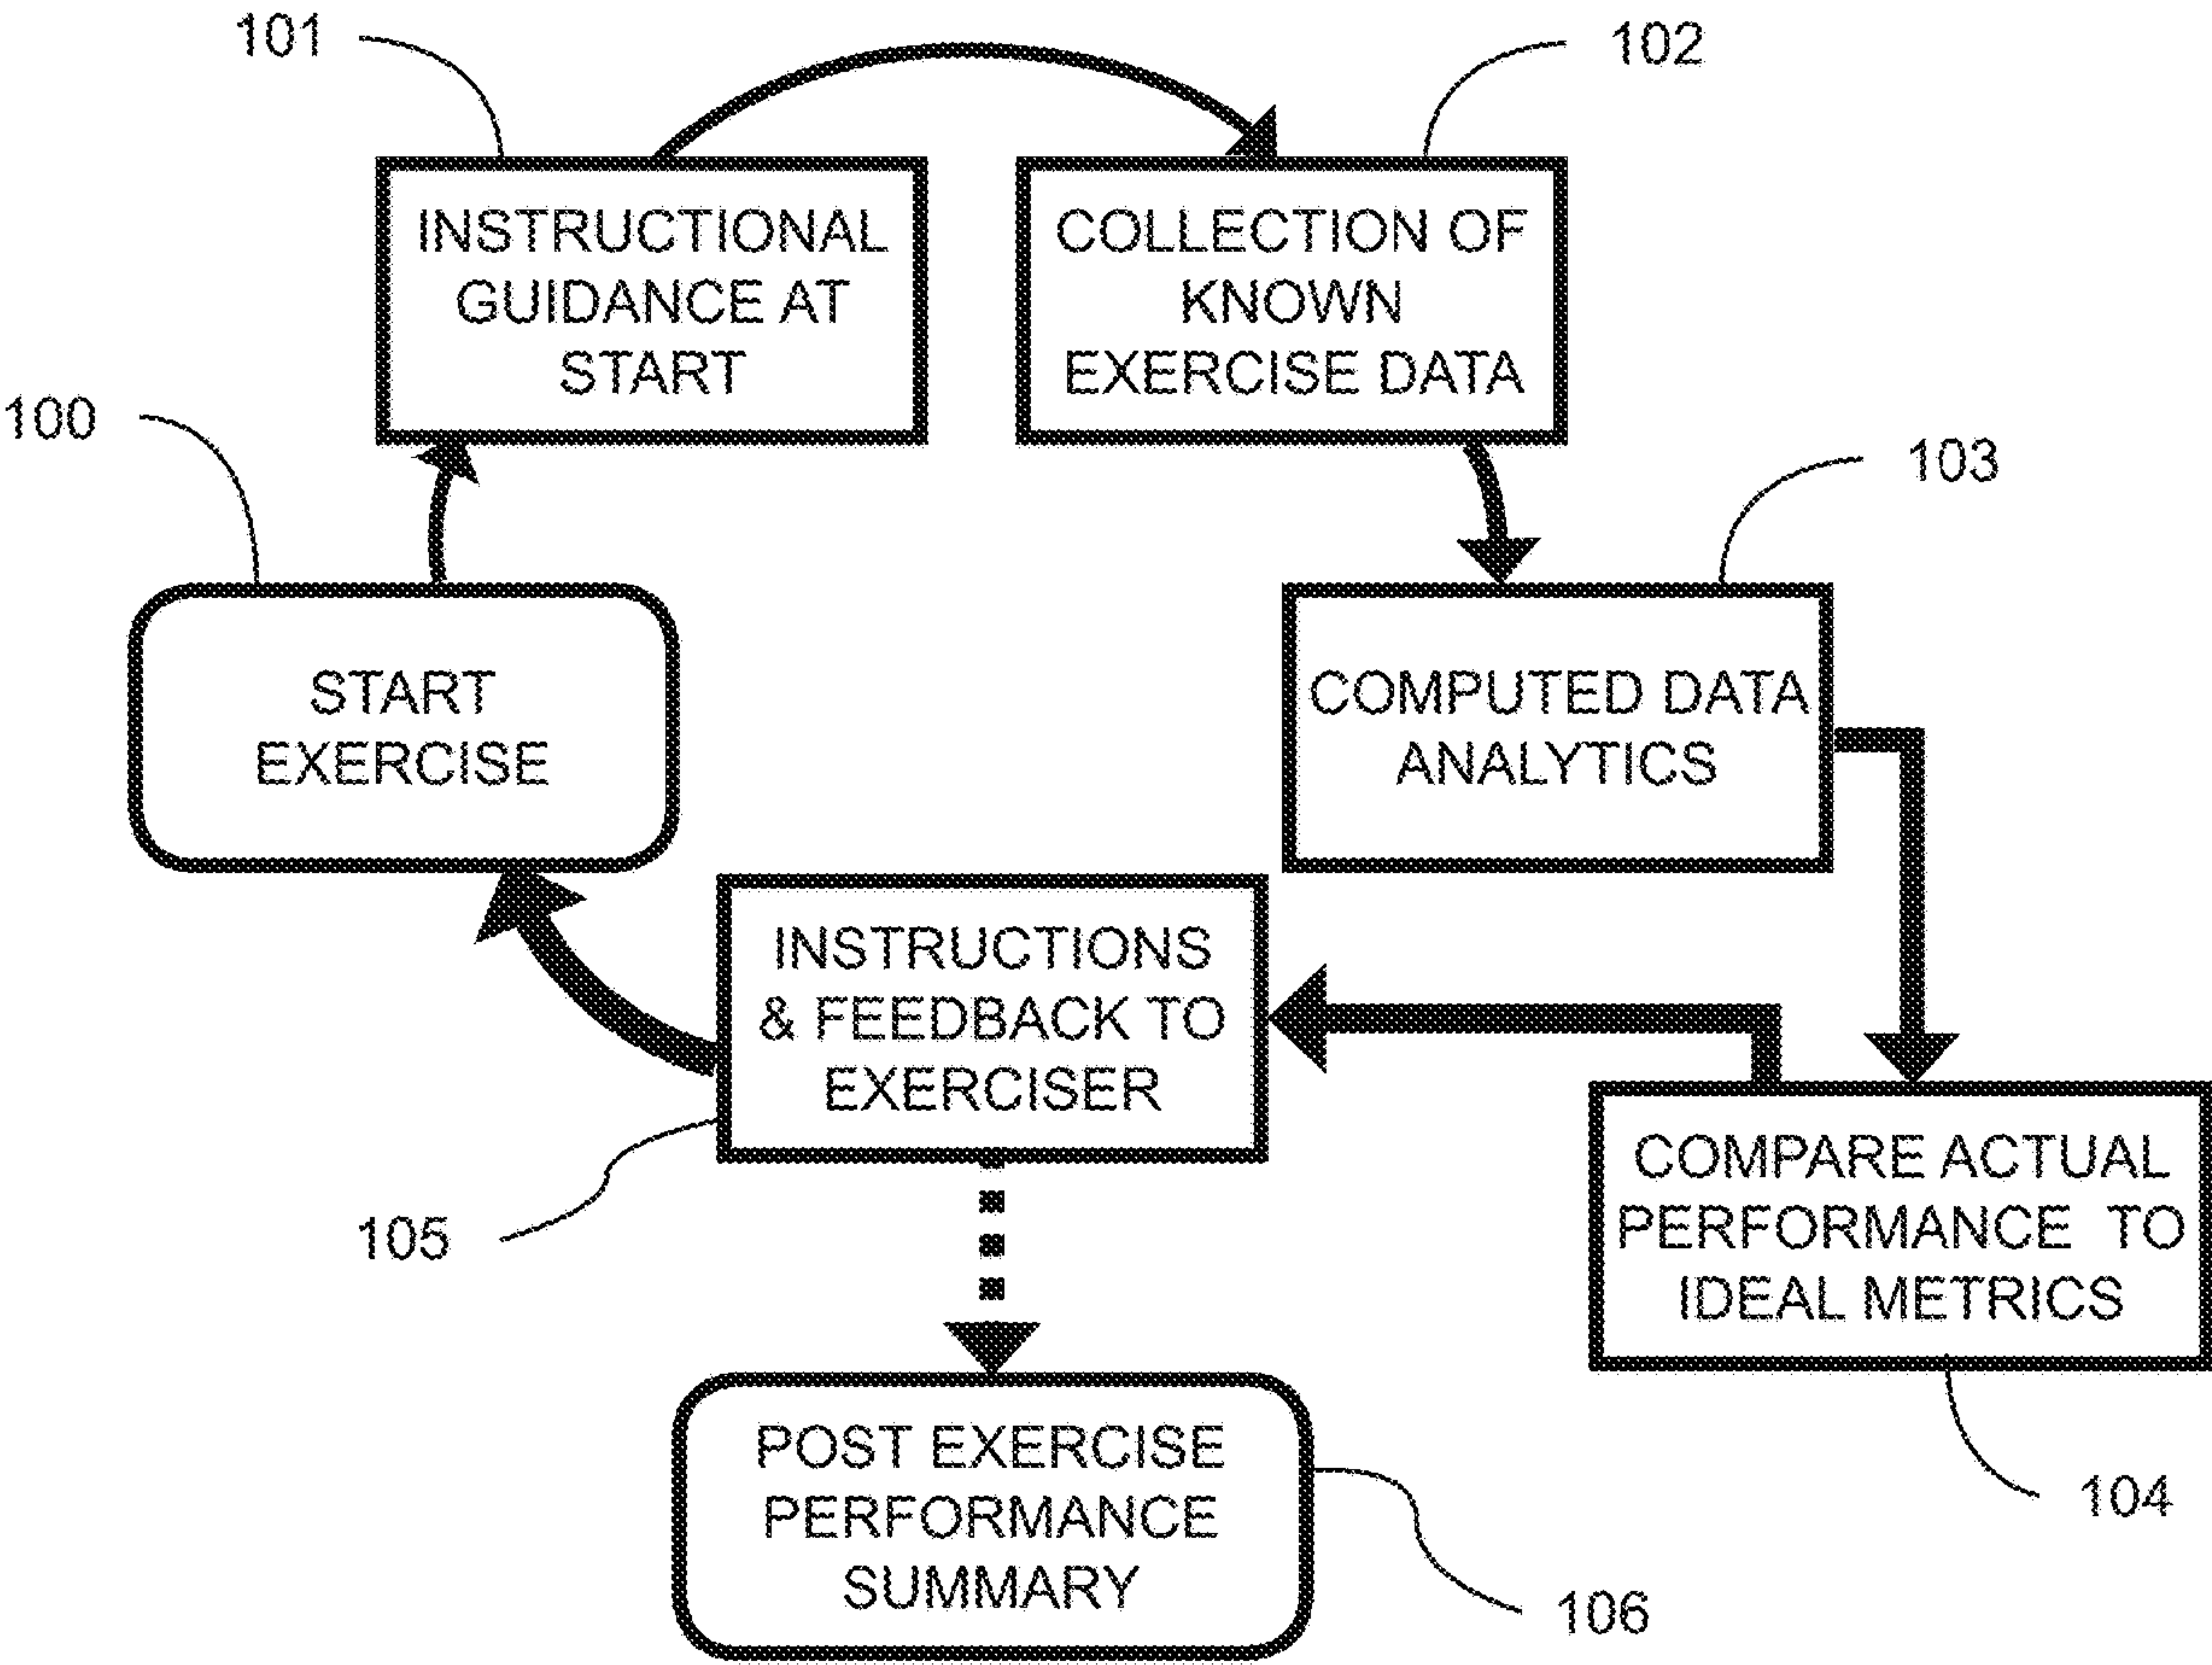 101
102
INSTRUCTIONAL
GUIDANCE AT
START
COLLECTION OF
KNOWN
EXERCISE DATA
100
103
START
EXERCISE
COMPUTED DATA
ANALYTICS
INSTRUCTIONS
& FEEDBACK TO
EXERCISER
105
COMPARE ACTUAL
PERFORMANCE TO
IDEAL METRICS
104
POST EXERCISE
PERFORMANCE
SUMMARY
106